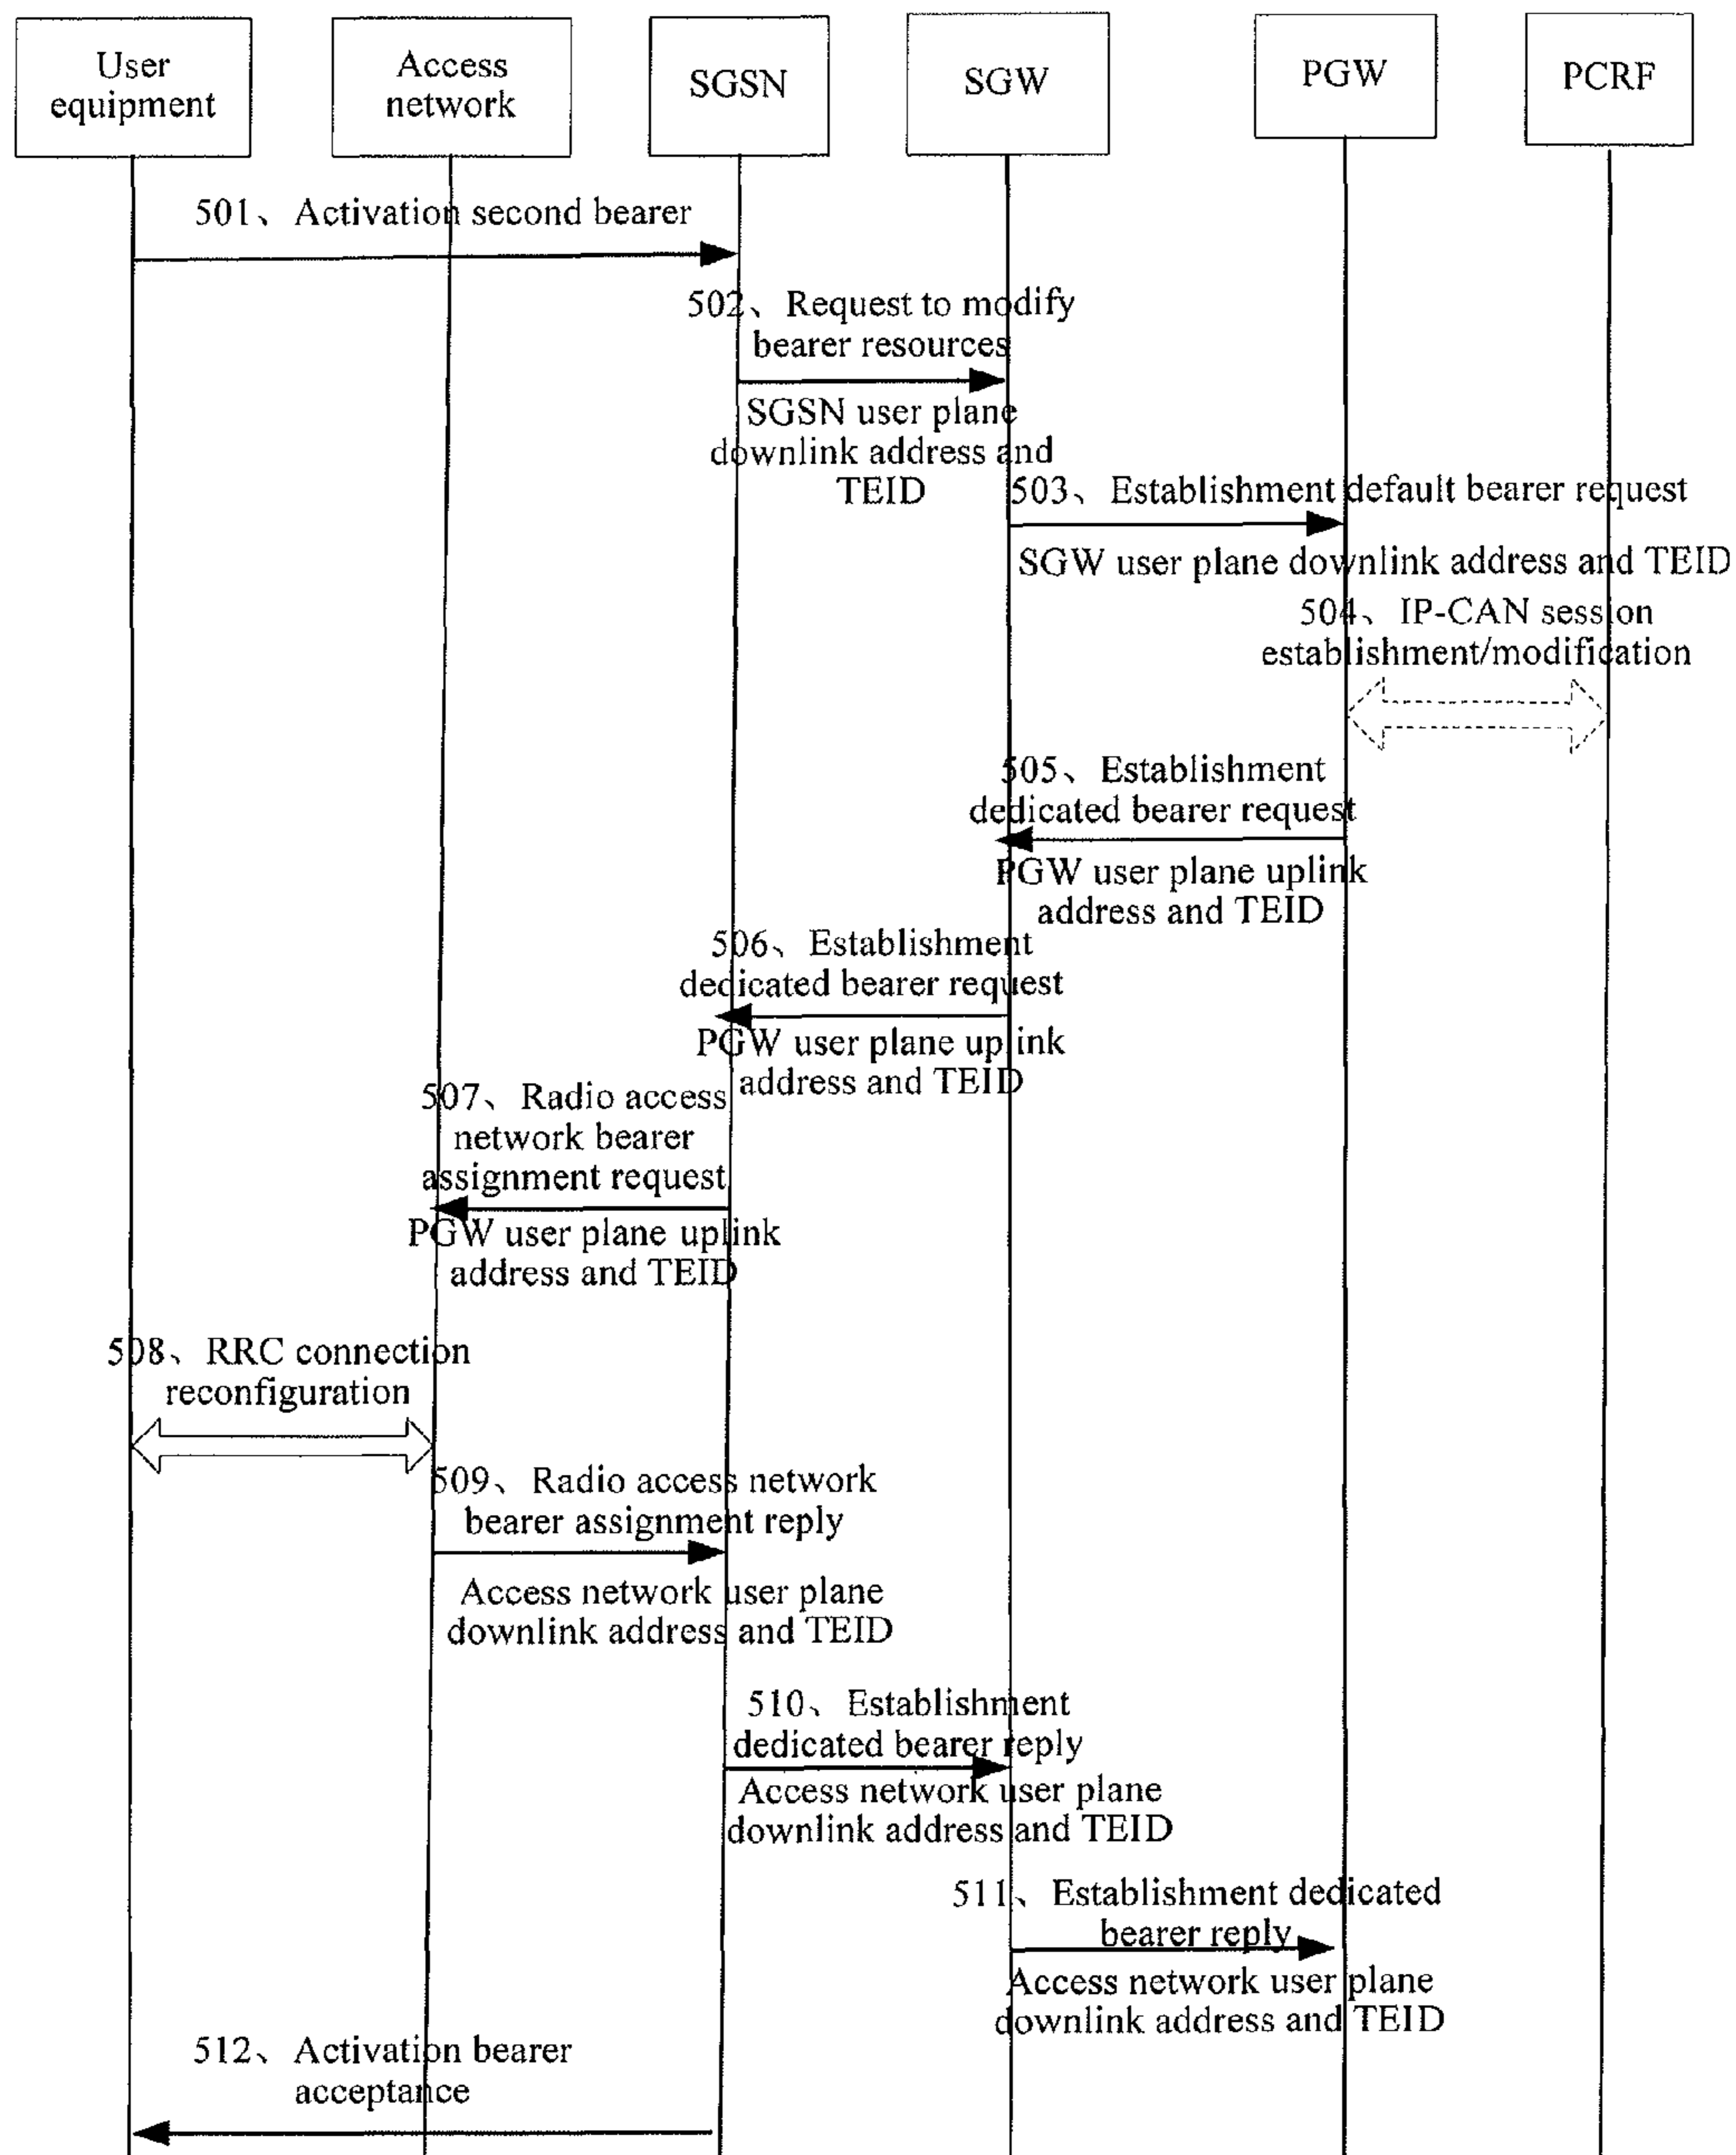 User
equipment
Access
network
SGSN
SGW
PGW
PCRF
501、Activation second bearer
502、Request to modify
bearer resources
SGSN user plane
downlink address and
TEID
503、Establishment default bearer request
SGW user plane downlink address and TEID
504、IP-CAN session
establishment/modification
505、Establishment
dedicated bearer request
PGW user plane uplink
address and TEID
506、Establishment
dedicated bearer request
PGW user plane uplink
address and TEID
507、Radio access
network bearer
assignment request
PGW user plane uplink
address and TEID
508、RRC connection
reconfiguration
509、Radio access network
bearer assignment reply
Access network user plane
downlink address and TEID
510、Establishment
dedicated bearer reply
Access network user plane
downlink address and TEID
511、Establishment dedicated
bearer reply
Access network user plane
downlink address and TEID
512、Activation bearer
acceptance